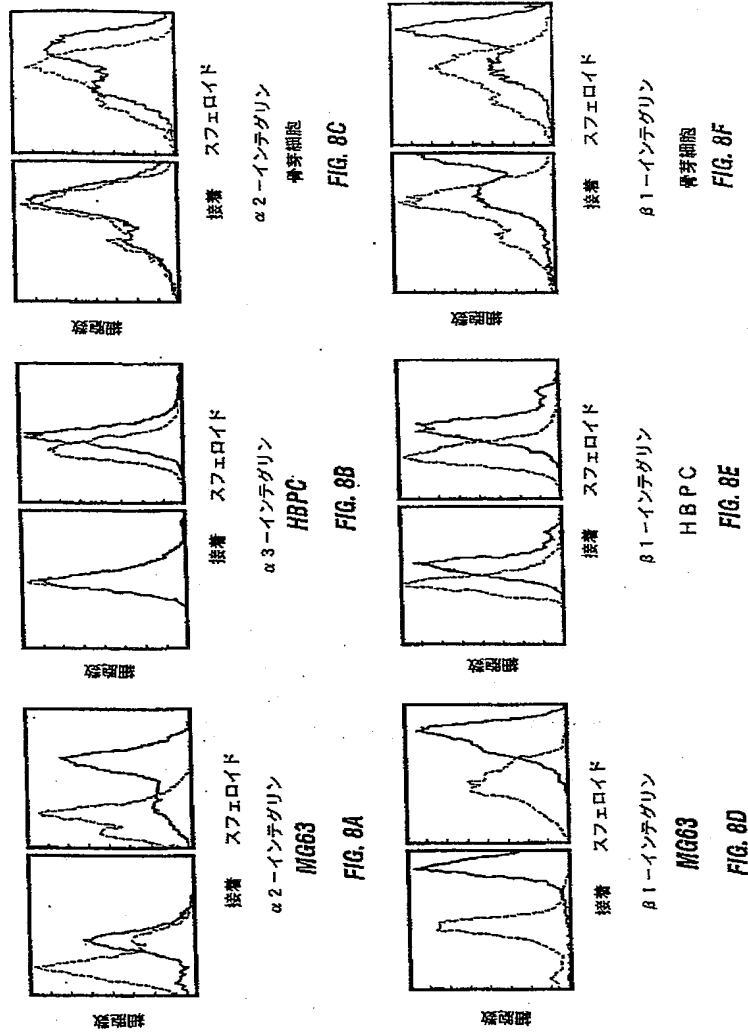 細胞数
接着 スフェロイド
α2−インテグリン
MG63
FIG. 8A
細胞数
接着 スフェロイド
α3−インテグリン
HBPC
FIG. 8B
細胞数
接着 スフェロイド
α2−インテグリン
骨芽細胞
FIG. 8C
細胞数
接着 スフェロイド
β1−インテグリン
MG63
FIG. 8D
細胞数
接着 スフェロイド
β1−インテグリン
HBPC
FIG. 8E
細胞数
接着 スフェロイド
β1−インテグリン
骨芽細胞
FIG. 8F